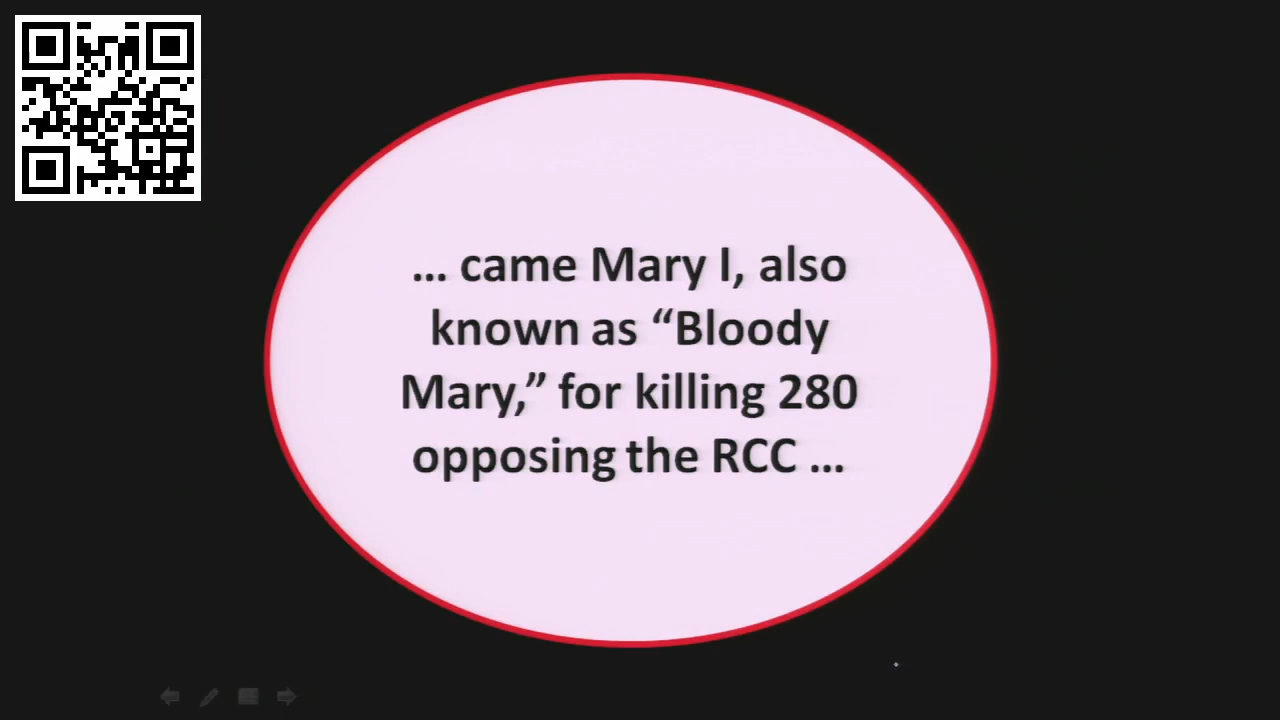 … came Mary I, also
known as “Bloody
Mary,” for killing 280
opposing the RCC …